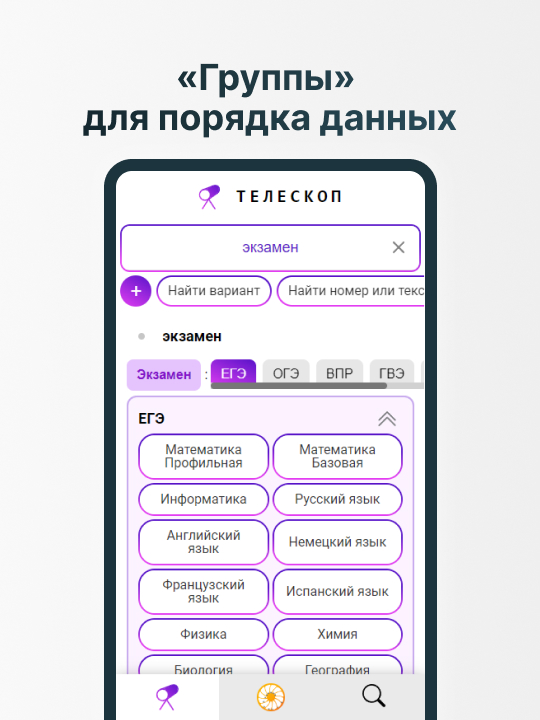 «Группы»
для порядка данных
ТЕЛЕСКОП
экзамен
+ Найти вариант Найти номер или текс
экзамен
Экзамен : ЕГЭ ОГЭ ВПР ГВЭ
ЕГЭ
Математика Профильная
Математика Базовая
Информатика
Русский язык
Английский язык
Немецкий язык
Французский язык
Испанский язык
Физика
Химия
Биология
География